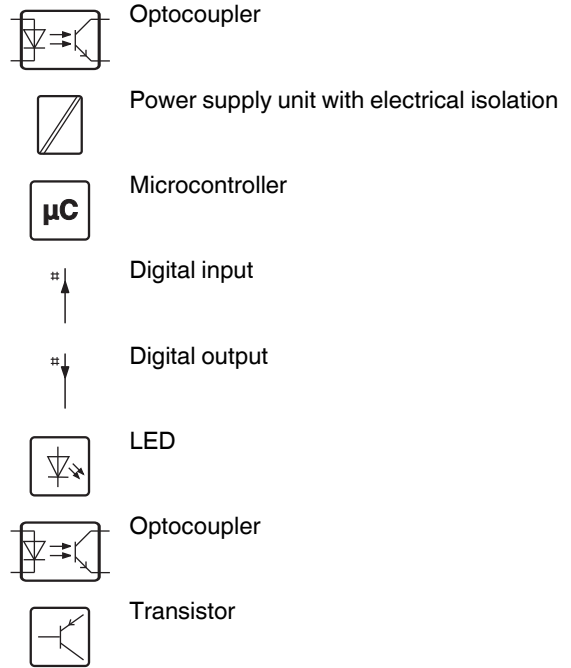 Optocoupler
Power supply unit with electrical isolation
µC
Microcontroller
#
Digital input
#
Digital output
LED
Optocoupler
Transistor